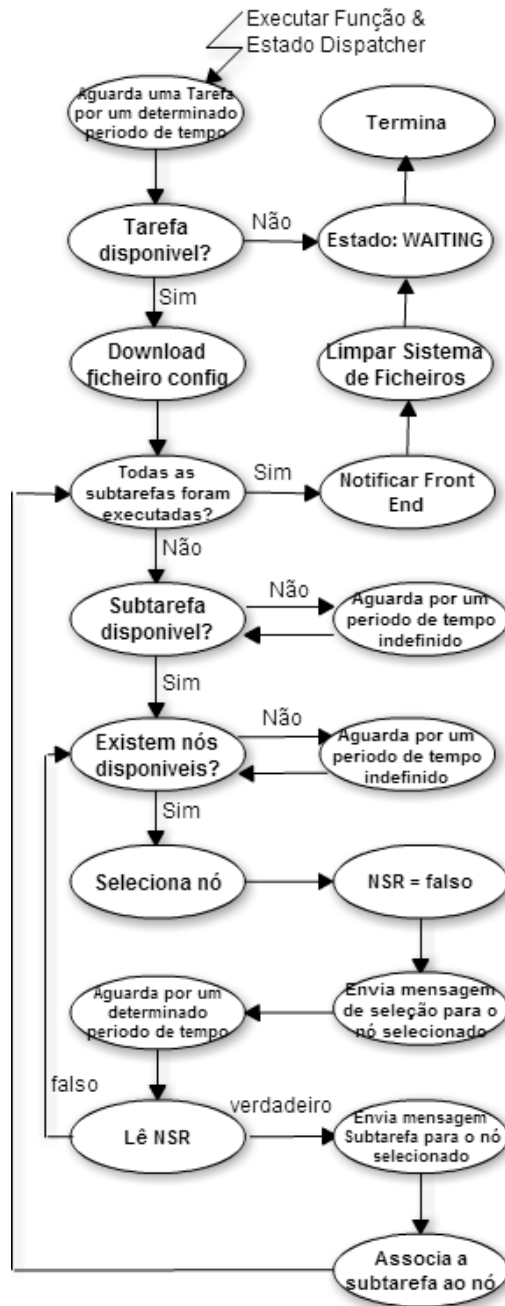 Executar Função &
Estado Dispatcher
Aguarda uma Tarefa
por um determinado
periodo de tempo
Termina
Tarefa
disponivel?
Não
Estado: WAITING
Sim
Download
ficheiro config
Limpar Sistema
de Ficheiros
Todas as
subtarefas foram
executadas?
Sim
Notificar Front
End
Não
Subtarefa
disponivel?
Não
Aguarda por um
periodo de tempo
indefinido
Sim
Existem nós
disponiveis?
Não
Aguarda por um
periodo de tempo
indefinido
Sim
Seleciona nó
NSR = falso
Envia mensagem
de seleção para o
nó selecionado
Aguarda por um
determinado
periodo de tempo
falso
Lê NSR
verdadeiro
Envia mensagem
Subtarefa para o nó
selecionado
Associa a
subtarefa ao nó